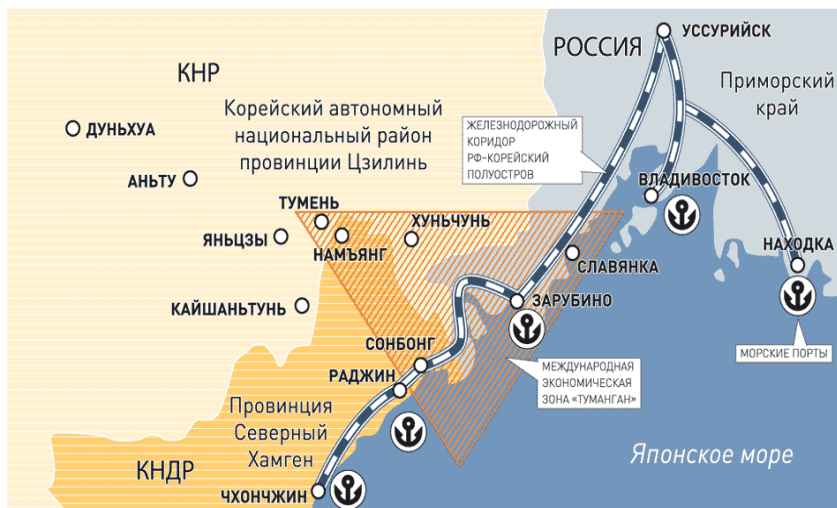 УССУРИЙСК
РОССИЯ
КНР
Приморский
край
Корейский автономный
национальный район
провинции Цзилинь
ДУНЬХУА
ЖЕЛЕЗНОДОРОЖНЫЙ
КОРИДОР
РФ-КОРЕЙСКИЙ
ПОЛУОСТРОВ
АНЬТУ
ВЛАДИВОСТОК
ТУМЕНЬ
ХУНЬЧУНЬ
ЯНЬЦЗЫ
НАМЪЯНГ
НАХОДКА
СЛАВЯНКА
КАЙШАНЬТУНЬ
ЗАРУБИНО
СОНБОНГ
МОРСКИЕ ПОРТЫ
РАДЖИН
МЕЖДУНАРОДНАЯ
ЭКОНОМИЧЕСКАЯ
ЗОНА «ТУМАНГАН»
Провинция
Северный
Хамген
Японское море
КНДР
ЧХОНЧЖИН